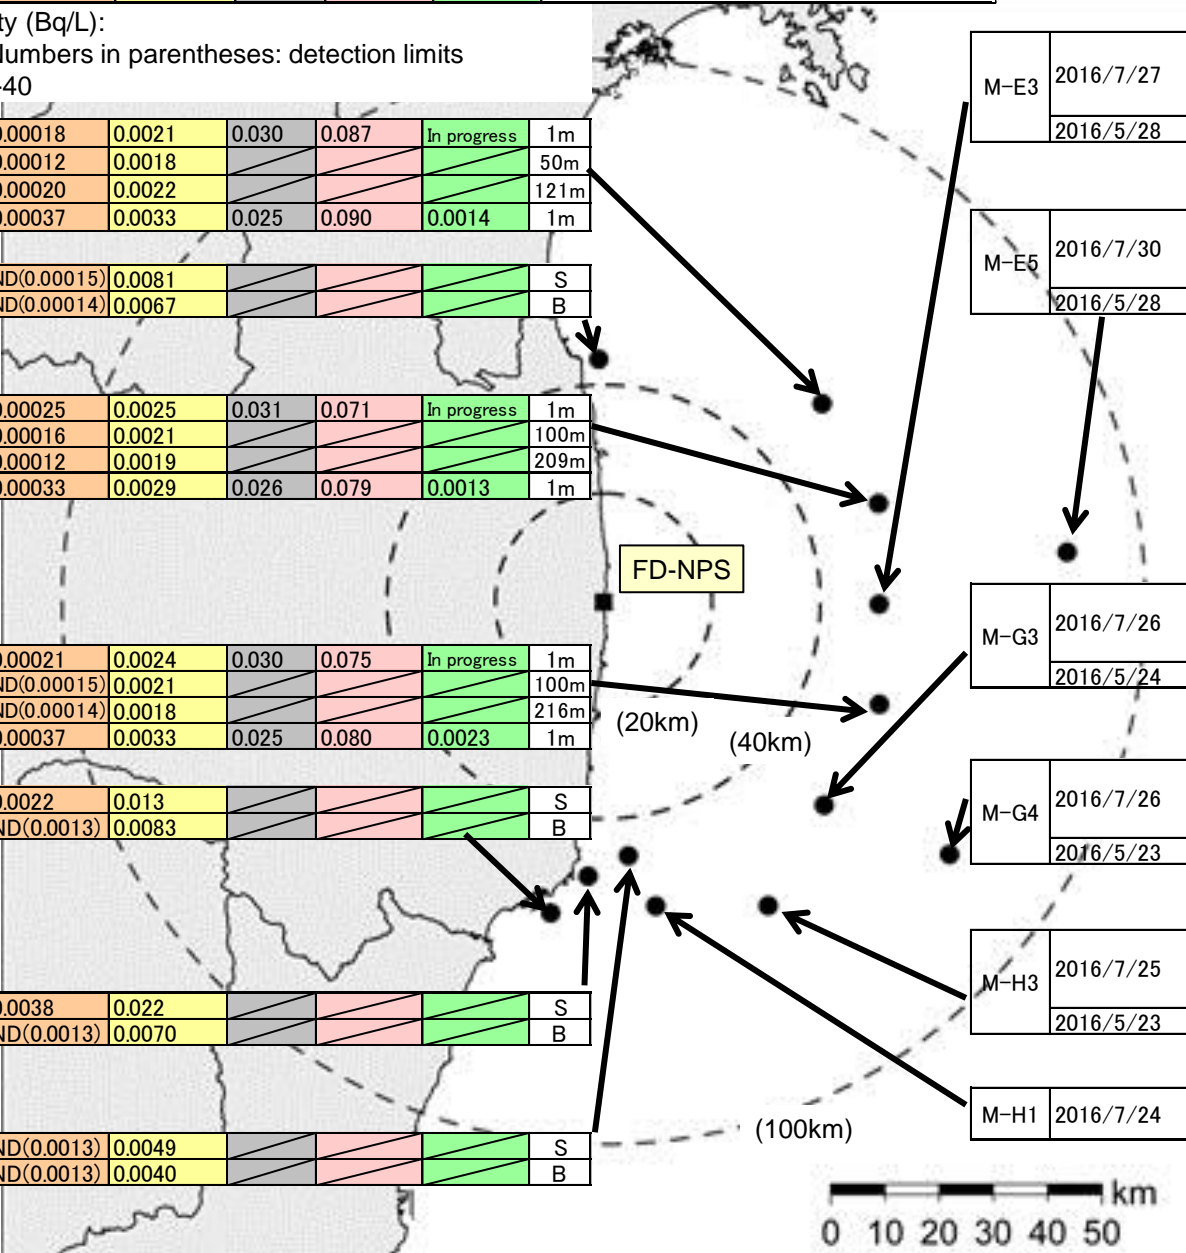 ty (Bq/L):
Numbers in parentheses: detection limits
-40
0.00018 0.0021 0.030 0.087 In progress 1m
0.00012 0.0018 50m
0.00020 0.0022 121m
0.00037 0.0033 0.025 0.090 0.0014 1m
ND(0.00015) 0.0081 S
ND(0.00014) 0.0067 B
0.00025 0.0025 0.031 0.071 In progress 1m
0.00016 0.0021 100m
0.00012 0.0019 209m
0.00033 0.0029 0.026 0.079 0.0013 1m
0.00021 0.0024 0.030 0.075 In progress 1m
ND(0.00015) 0.0021 100m
ND(0.00014) 0.0018 216m
0.00037 0.0033 0.025 0.080 0.0023 1m
0.0022 0.013 S
ND(0.0013) 0.0083 B
0.0038 0.022 S
ND(0.0013) 0.0070 B
ND(0.0013) 0.0049 S
ND(0.0013) 0.0040 B
FD-NPS
(20km)
(40km)
(100km)
M-E3 2016/7/27
2016/5/28
M-E5 2016/7/30
2016/5/28
M-G3 2016/7/26
2016/5/24
M-G4 2016/7/26
2016/5/23
M-H3 2016/7/25
2016/5/23
M-H1 2016/7/24
km
0 10 20 30 40 50